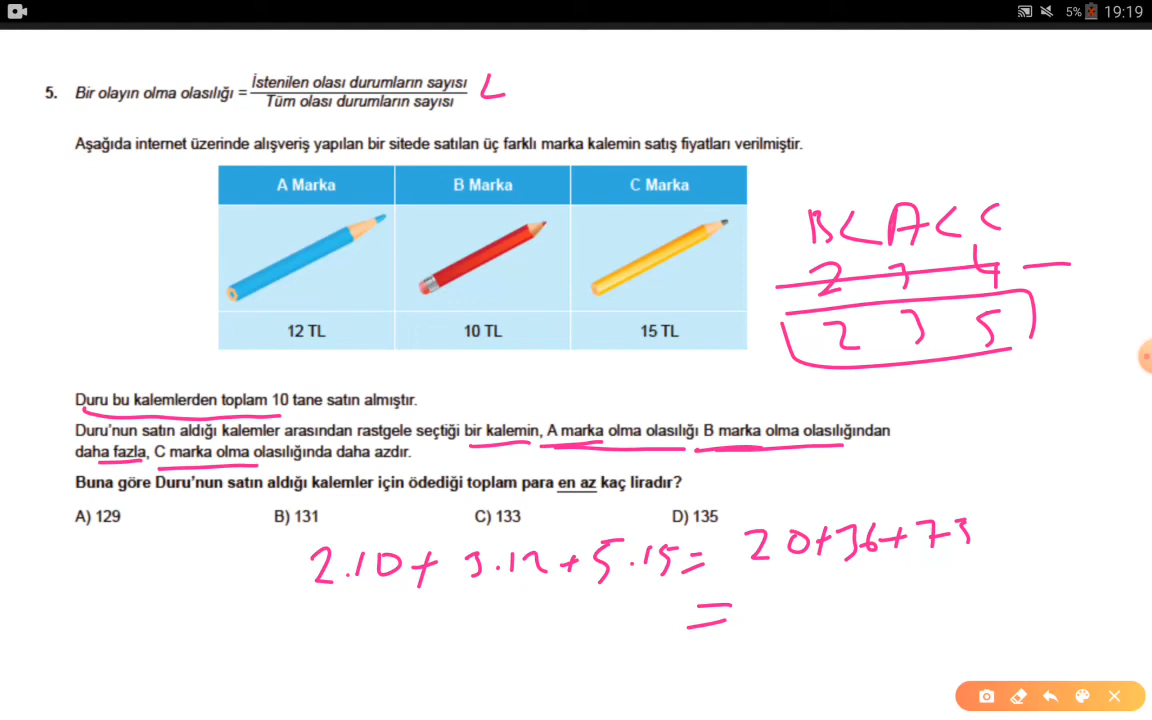 5% 19:19
5. Bir olayın olma olasılığı = İstenilen olası durumların sayısı
Tüm olası durumların sayısı
Aşağıda internet üzerinde alışveriş yapılan bir sitede satılan üç farklı marka kalemin satış fiyatları verilmiştir.
A Marka B Marka C Marka
B < A < C
2 3 4
12 TL 10 TL 15 TL
2 3 5
Duru bu kalemlerden toplam 10 tane satın almıştır.
Duru'nun satın aldığı kalemler arasından rastgele seçtiği bir kalemin, A marka olma olasılığı B marka olma olasılığından
daha fazla, C marka olma olasılığında daha azdır.
Buna göre Duru'nun satın aldığı kalemler için ödediği toplam para en az kaç liradır?
A) 129 B) 131 C) 133 D) 135
2.10 + 3.12 + 5.15 = 20+36+75
=